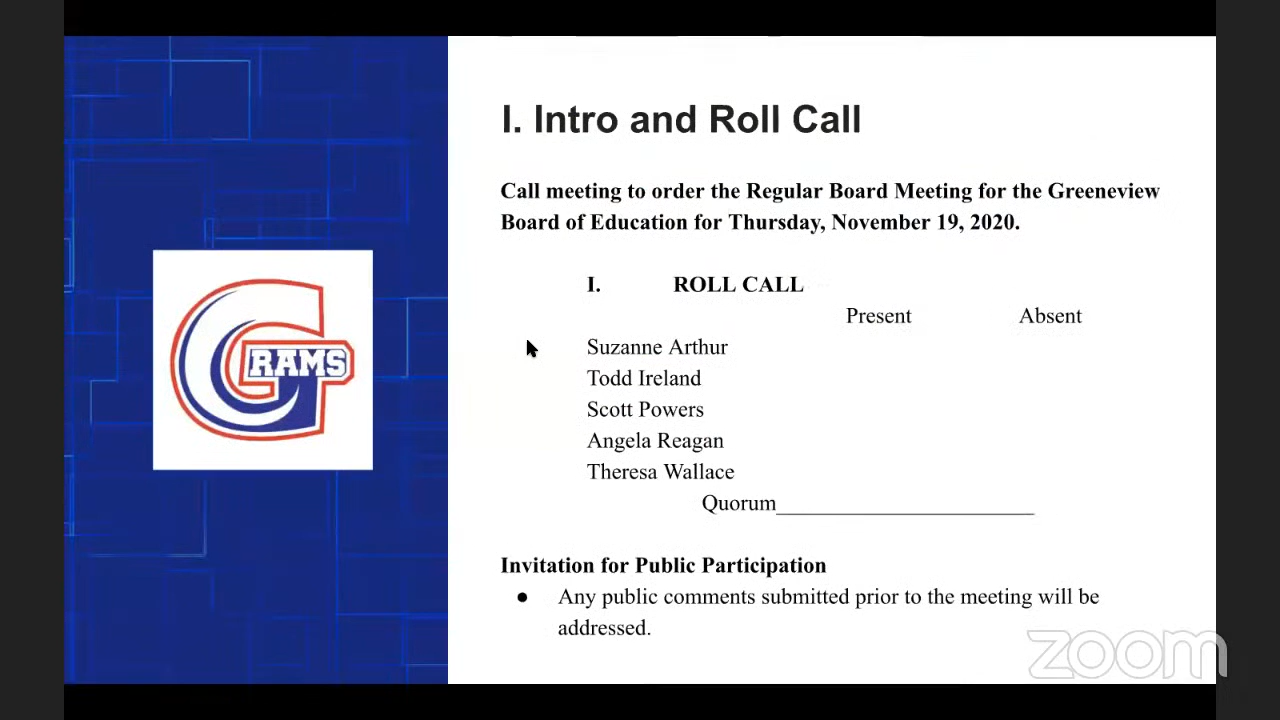 I. Intro and Roll Call
Call meeting to order the Regular Board Meeting for the Greeneview
Board of Education for Thursday, November 19, 2020.
I. ROLL CALL
Present Absent
Suzanne Arthur
Todd Ireland
Scott Powers
Angela Reagan
Theresa Wallace
Quorum_______________________
Invitation for Public Participation
● Any public comments submitted prior to the meeting will be
addressed.
RAMS
zoom